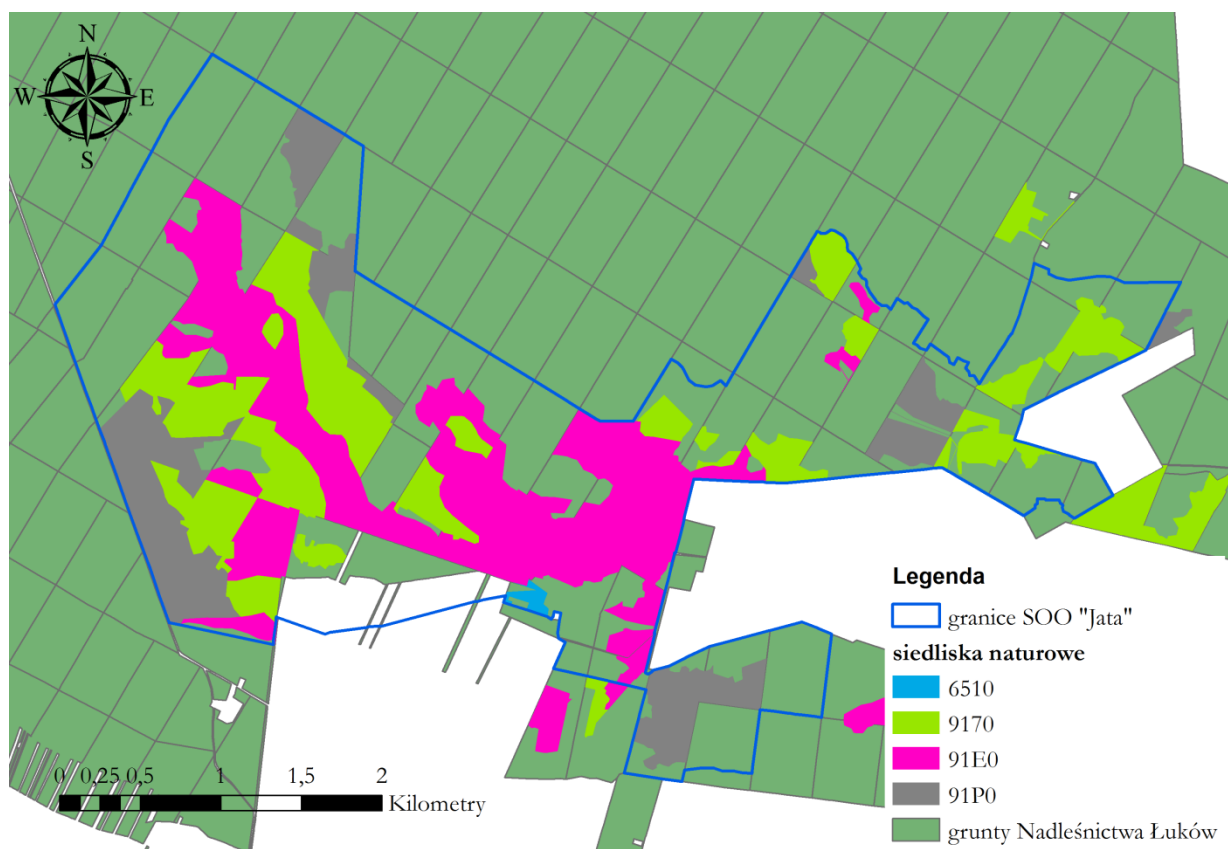 N
W E
S
Legenda
granice SOO "Jata"
siedliska naturowe
6510
9170
91E0
91P0
grunty Nadleśnictwa Łuków
0 0,25 0,5 1 1,5 2
Kilometry